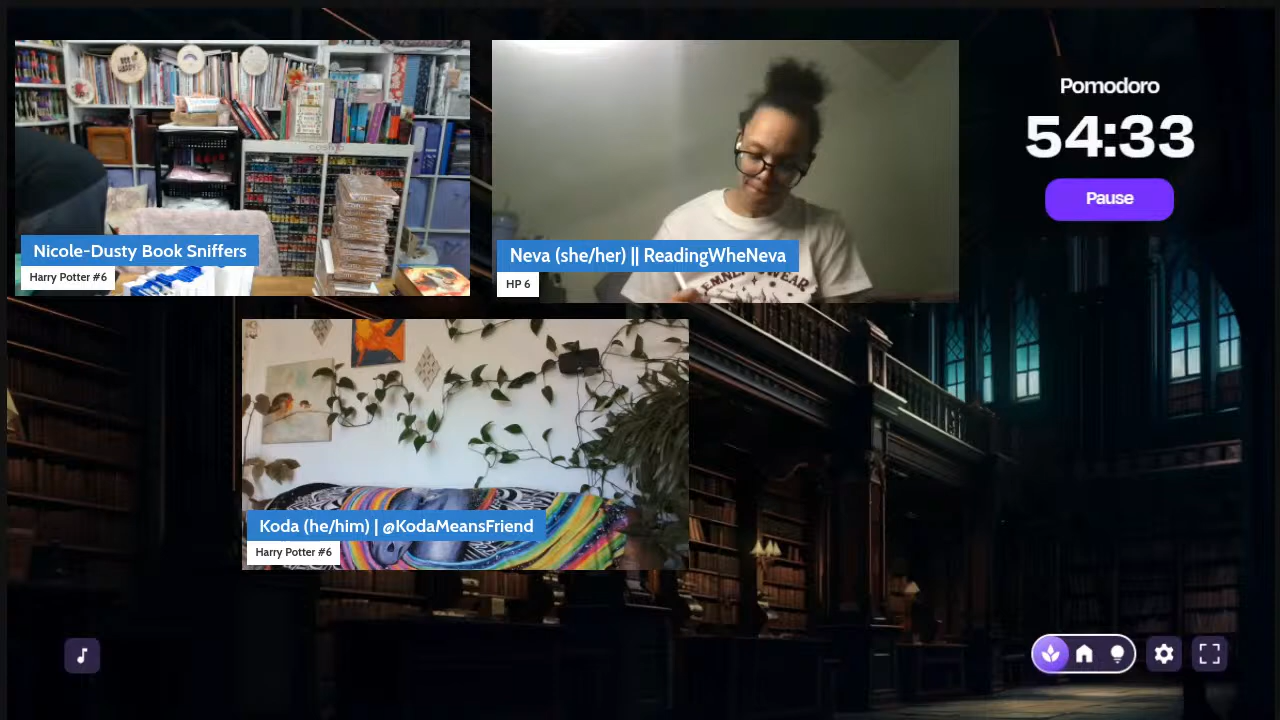 Pomodoro
54:33
Pause
Nicole-Dusty Book Sniffers
Harry Potter #6
Neva (she/her) || ReadingWheNeva
HP 6
Koda (he/him) | @KodaMeansFriend
Harry Potter #6